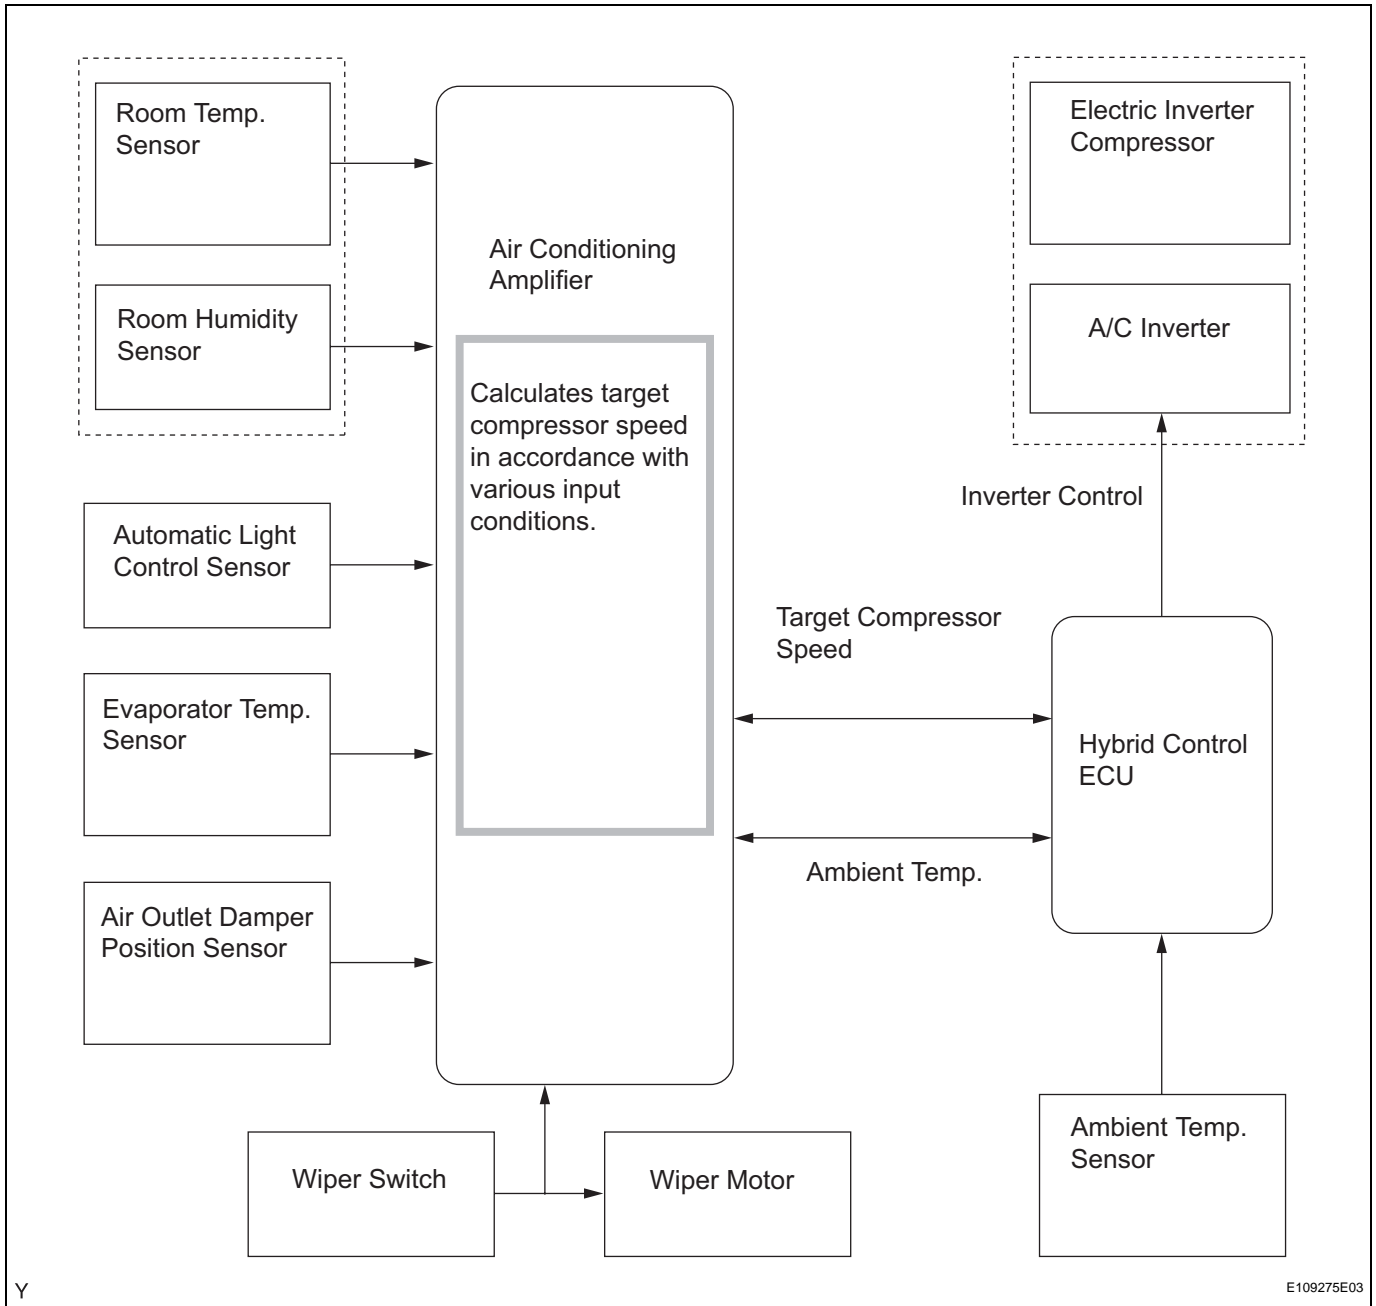 Room Temp.
Sensor
Room Humidity
Sensor
Automatic Light
Control Sensor
Evaporator Temp.
Sensor
Air Outlet Damper
Position Sensor
Air Conditioning
Amplifier
Calculates target
compressor speed
in accordance with
various input
conditions.
Wiper Switch
Wiper Motor
Target Compressor
Speed
Ambient Temp.
Electric Inverter
Compressor
A/C Inverter
Inverter Control
Hybrid Control
ECU
Ambient Temp.
Sensor
Y
E109275E03